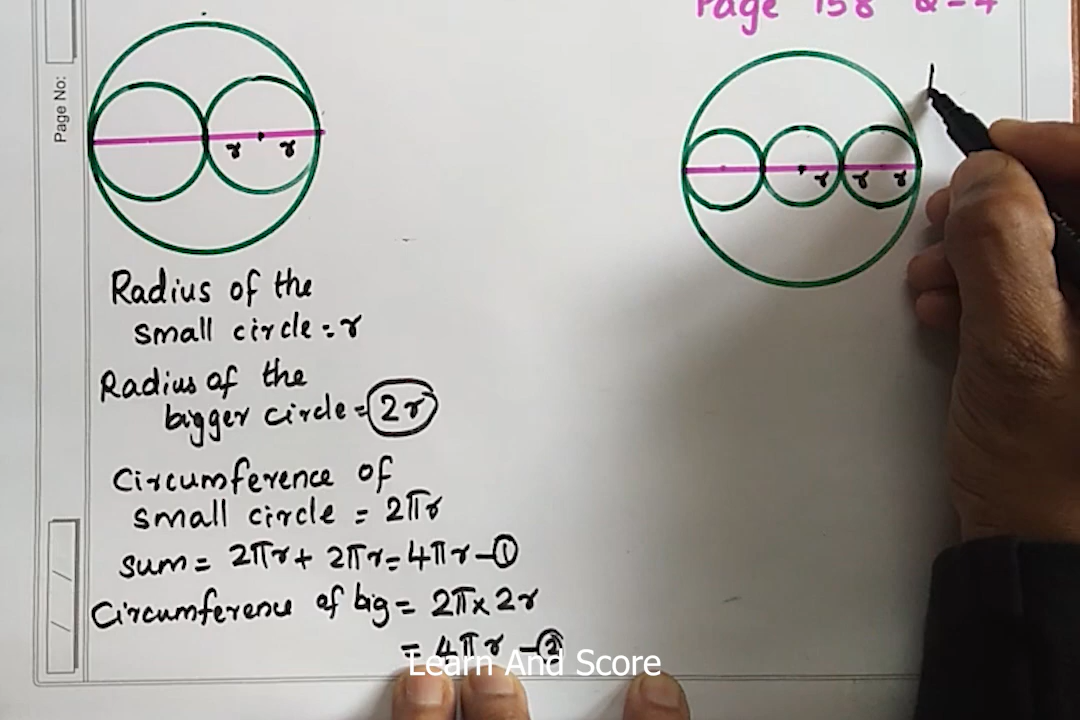 Page 158 Q-4
Page No:
r r
r r r
Radius of the
small circle = r
Radius of the
bigger circle = 2r
Circumference of
small circle = 2πr
Sum = 2πr + 2πr = 4πr - ①
Circumference of big = 2π × 2r
= 4πr - ②
Learn And Score